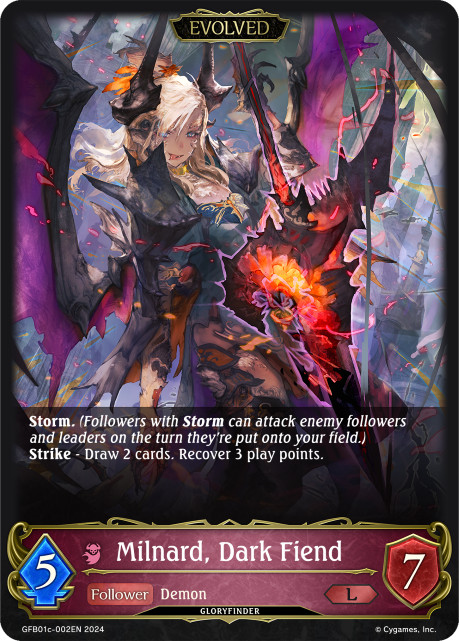 EVOLVED
Storm. (Followers with Storm can attack enemy followers
and leaders on the turn they're put onto your field.)
Strike - Draw 2 cards. Recover 3 play points.
Milnard, Dark Fiend
5
7
Follower Demon
L
GLORYFINDER
GFB01c-002EN 2024
© Cygames, Inc.